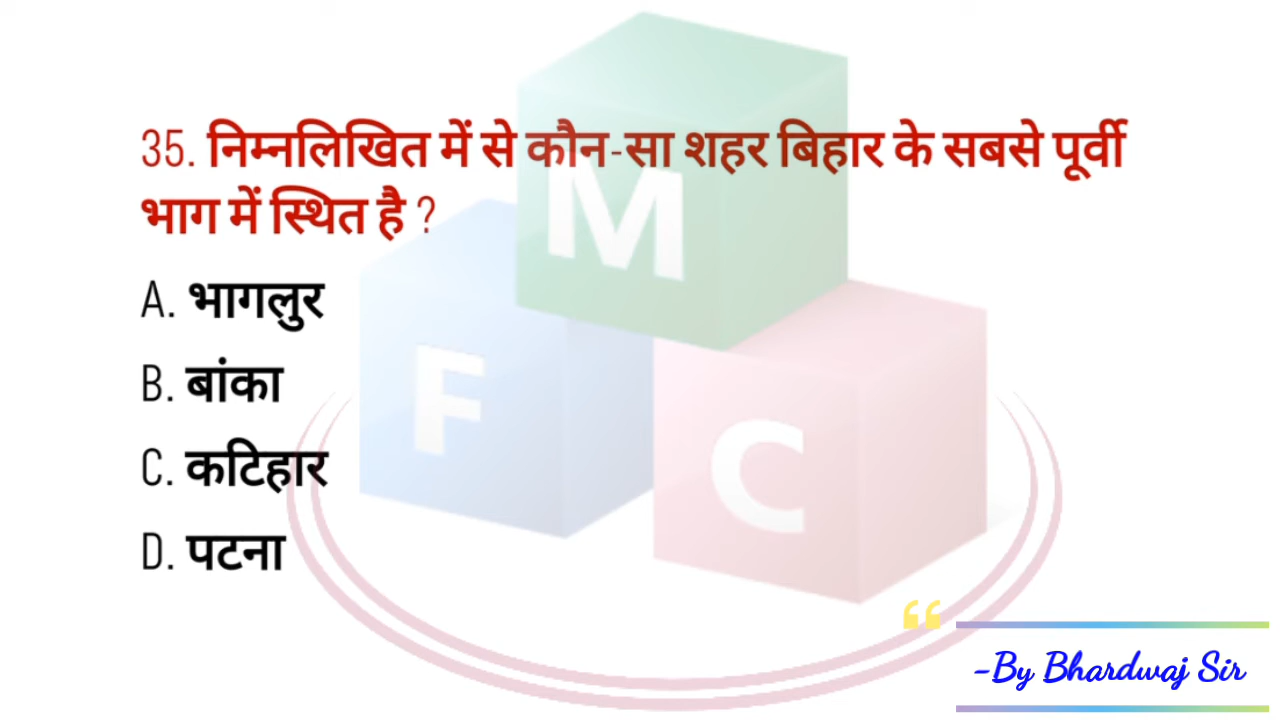 35. निम्नलिखित में से कौन-सा शहर बिहार के सबसे पूर्वी
भाग में स्थित है ?
A. भागलुर
B. बांका
C. कटिहार
D. पटना
M
F
C
-By Bhardwaj Sir